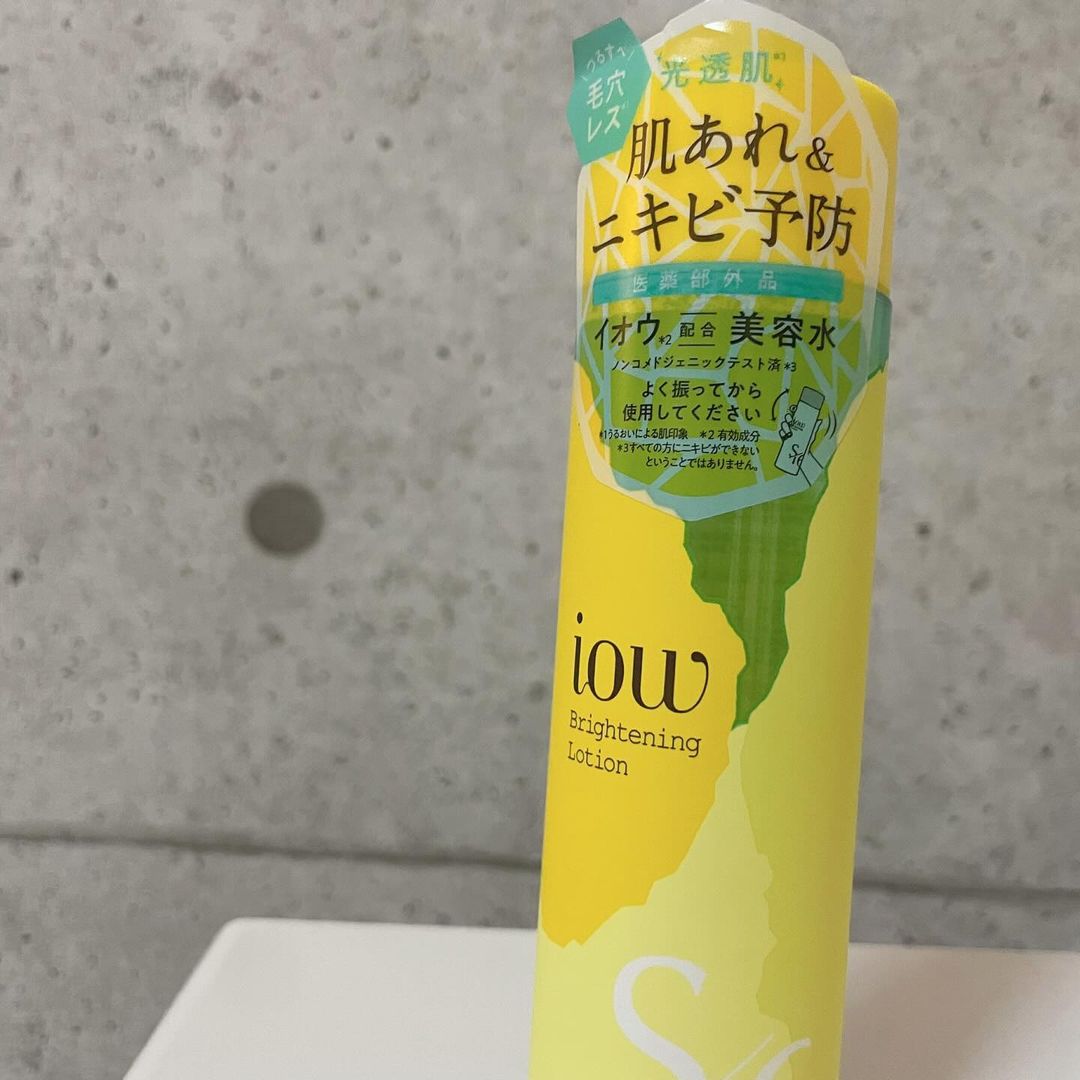 \つるすべ/
毛穴
レス*1
光透肌*1
肌あれ&
ニキビ予防
医薬部外品
イオウ*2 配合 美容水
ノンコメドジェニックテスト済*3
よく振ってから
使用してください
*1うるおいによる肌印象 *2有効成分
*3すべての方にニキビができない
ということではありません。
iow
Brightening
Lotion